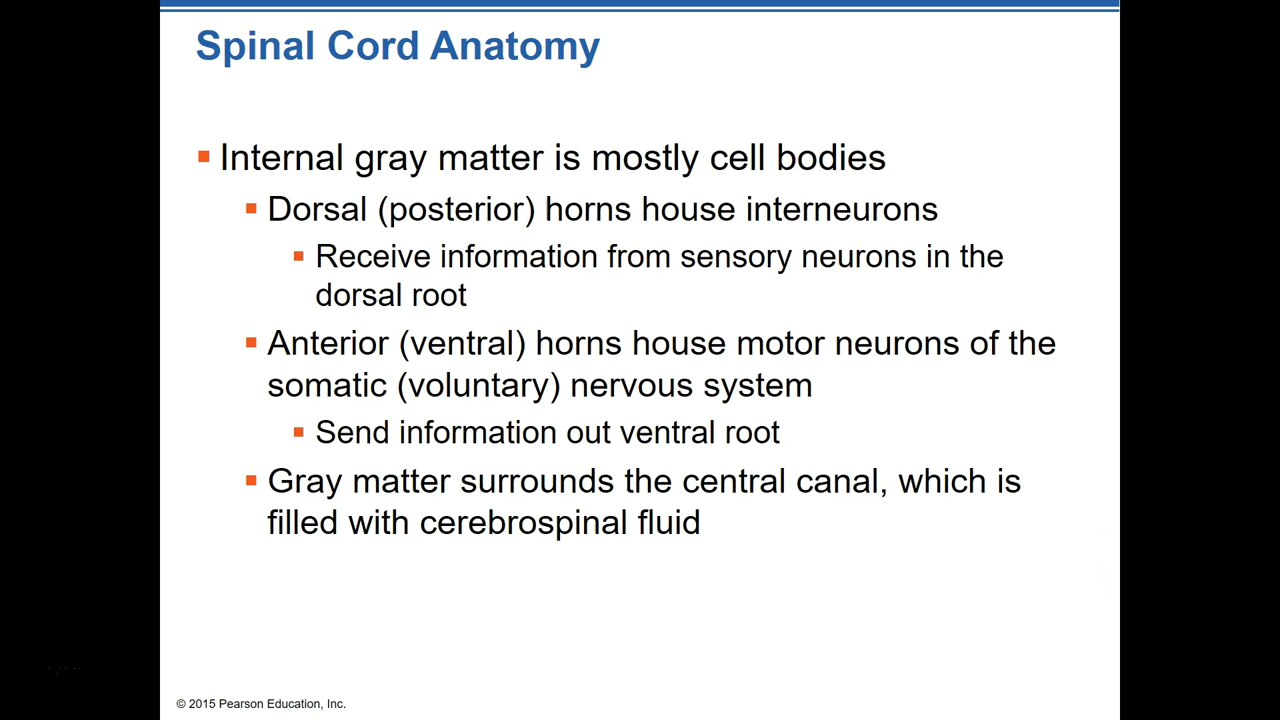 Spinal Cord Anatomy
Internal gray matter is mostly cell bodies
Dorsal (posterior) horns house interneurons
Receive information from sensory neurons in the
dorsal root
Anterior (ventral) horns house motor neurons of the
somatic (voluntary) nervous system
Send information out ventral root
Gray matter surrounds the central canal, which is
filled with cerebrospinal fluid
© 2015 Pearson Education, Inc.